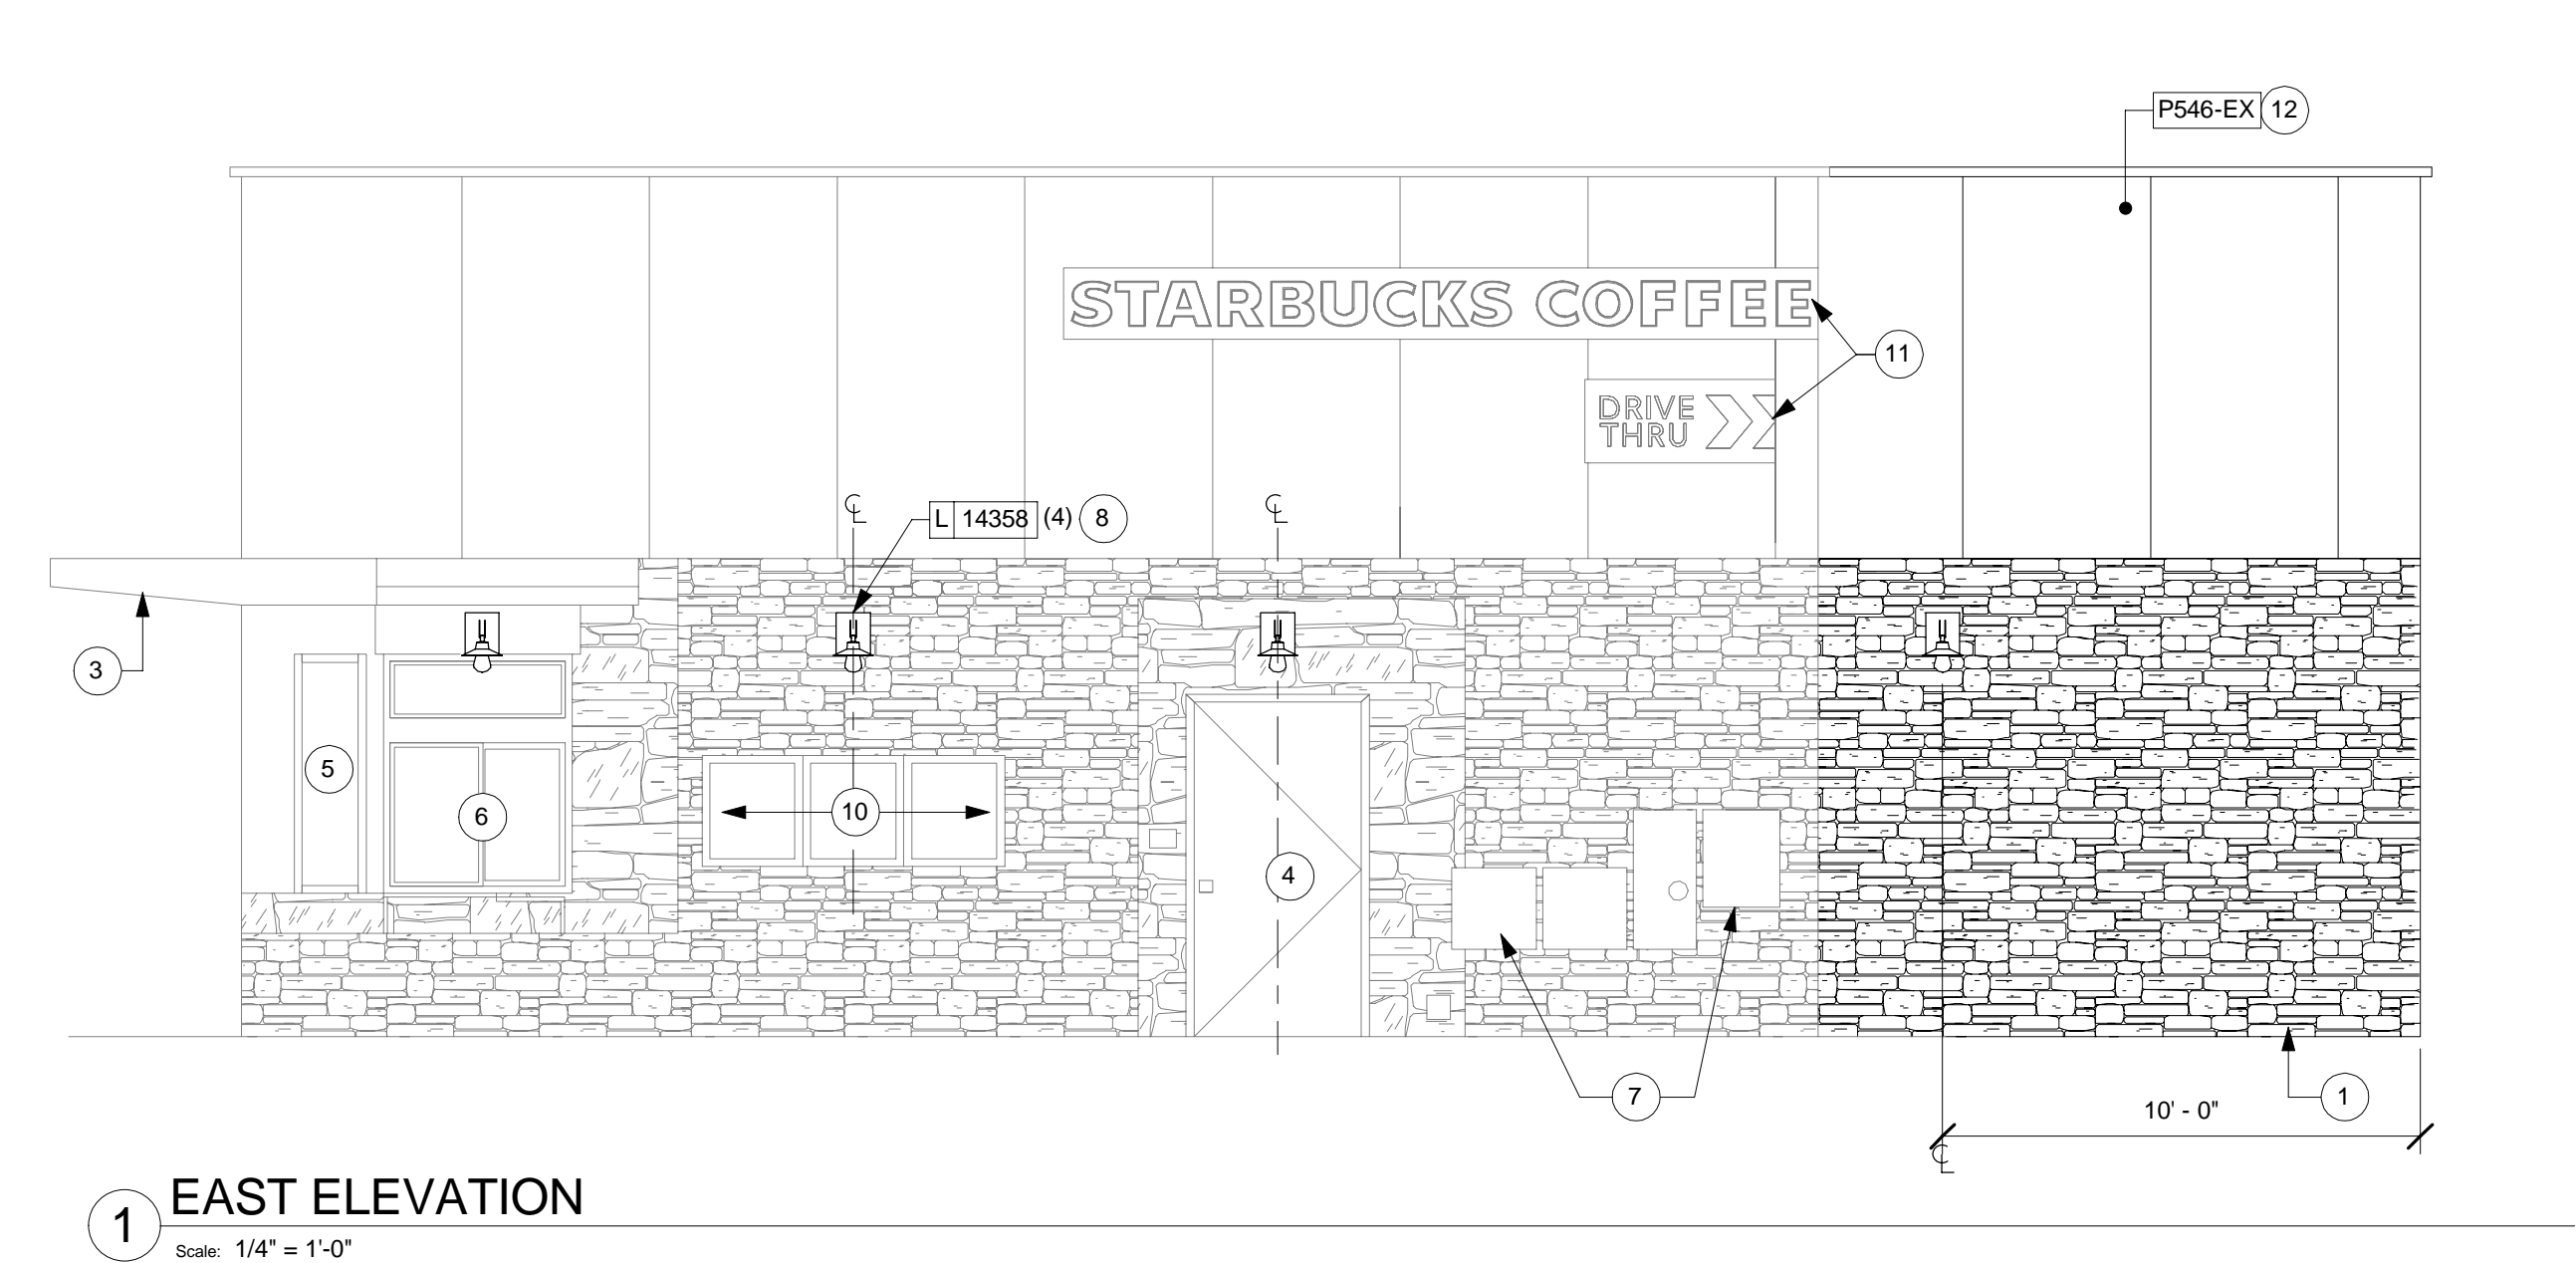 P546-EX 12
STARBUCKS COFFEE
11
DRIVE
THRU
L 14358 (4) 8
3
5
6
10
4
7
1
10' - 0"
1 EAST ELEVATION
Scale: 1/4" = 1'-0"